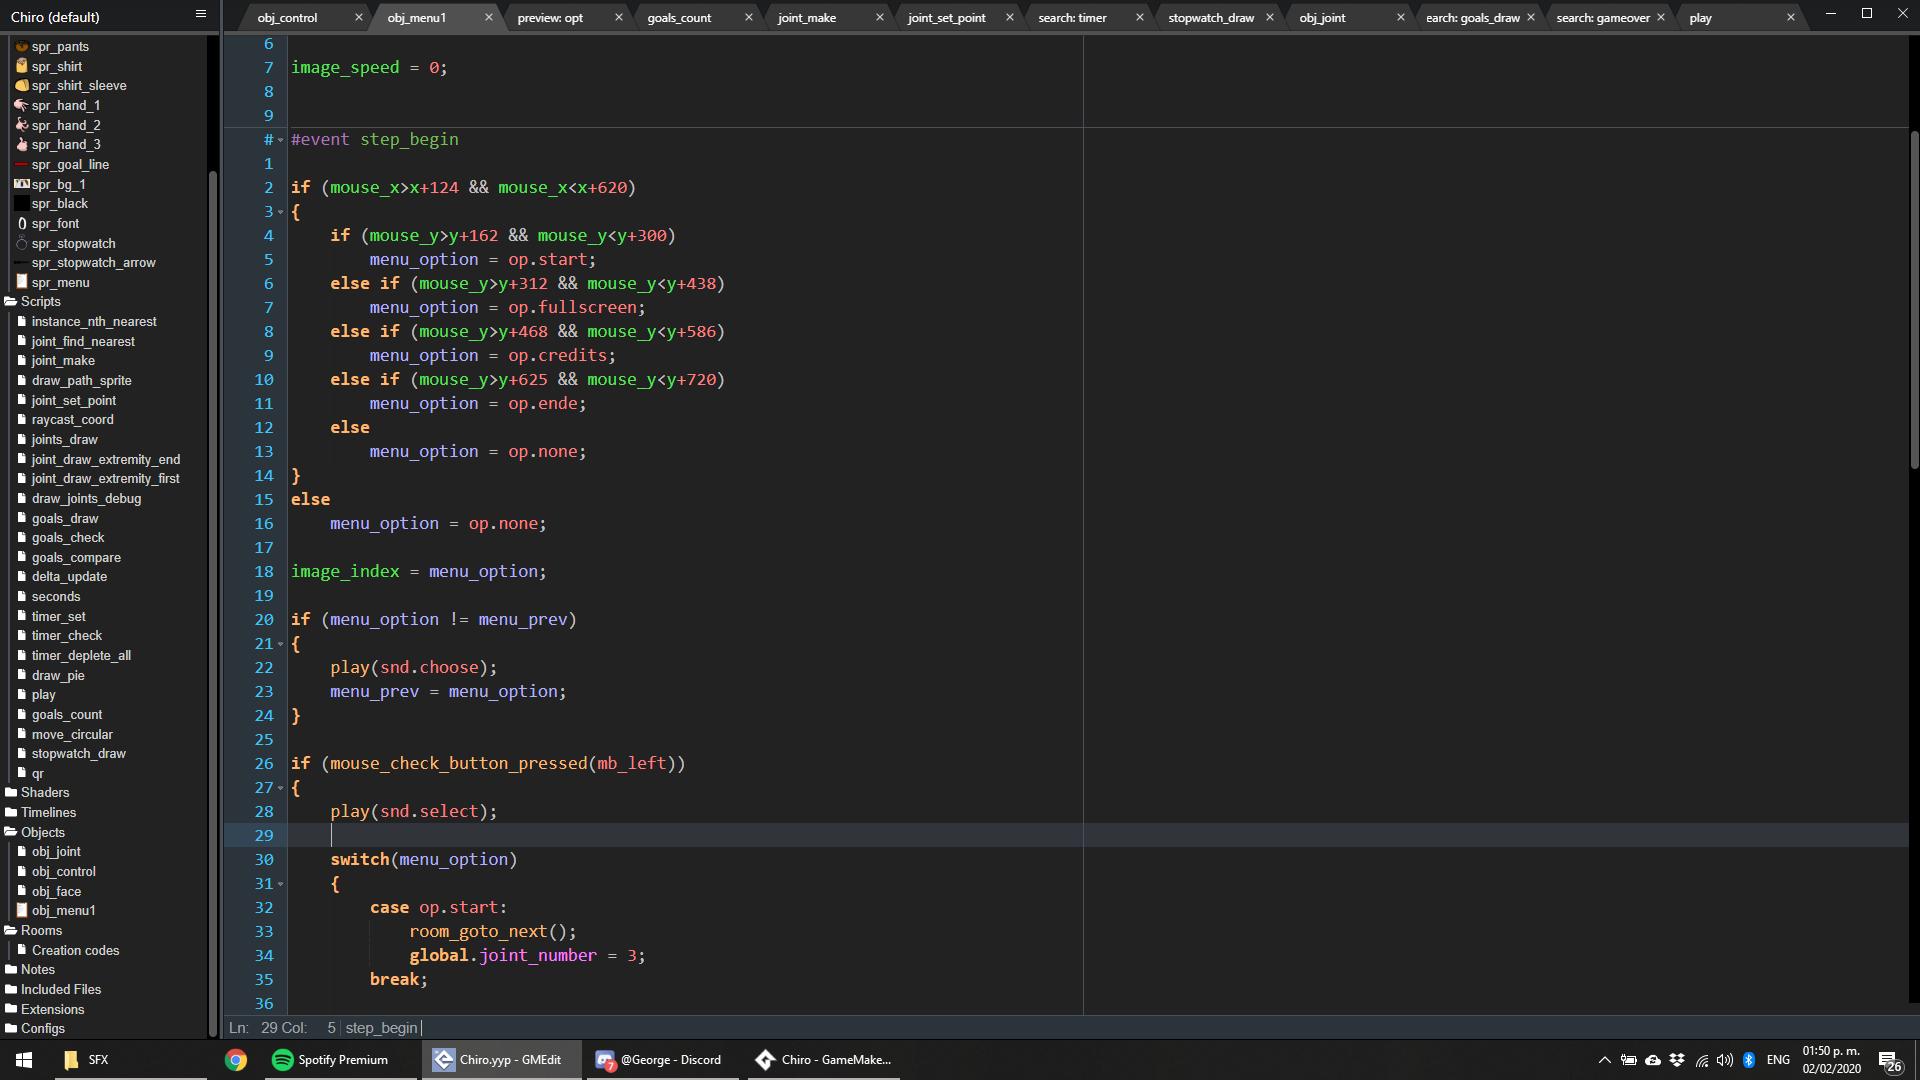 Chiro (default)
obj_control
obj_menu1
preview: opt
goals_count
joint_make
joint_set_point
search: timer
stopwatch_draw
obj_joint
earch: goals_draw
search: gameover
play
spr_pants
spr_shirt
spr_shirt_sleeve
spr_hand_1
spr_hand_2
spr_hand_3
spr_goal_line
spr_bg_1
spr_black
spr_font
spr_stopwatch
spr_stopwatch_arrow
spr_menu
Scripts
instance_nth_nearest
joint_find_nearest
joint_make
draw_path_sprite
joint_set_point
raycast_coord
joints_draw
joint_draw_extremity_end
joint_draw_extremity_first
draw_joints_debug
goals_draw
goals_check
goals_compare
delta_update
seconds
timer_set
timer_check
timer_deplete_all
draw_pie
play
goals_count
move_circular
stopwatch_draw
qr
Shaders
Timelines
Objects
obj_joint
obj_control
obj_face
obj_menu1
Rooms
Creation codes
Notes
Included Files
Extensions
Configs
6
7 image_speed = 0;
8
9
# #event step_begin
1
2 if (mouse_x>x+124 && mouse_x<x+620)
3 {
4 if (mouse_y>y+162 && mouse_y<y+300)
5 menu_option = op.start;
6 else if (mouse_y>y+312 && mouse_y<y+438)
7 menu_option = op.fullscreen;
8 else if (mouse_y>y+468 && mouse_y<y+586)
9 menu_option = op.credits;
10 else if (mouse_y>y+625 && mouse_y<y+720)
11 menu_option = op.ende;
12 else
13 menu_option = op.none;
14 }
15 else
16 menu_option = op.none;
17
18 image_index = menu_option;
19
20 if (menu_option != menu_prev)
21 {
22 play(snd.choose);
23 menu_prev = menu_option;
24 }
25
26 if (mouse_check_button_pressed(mb_left))
27 {
28 play(snd.select);
29
30 switch(menu_option)
31 {
32 case op.start:
33 room_goto_next();
34 global.joint_number = 3;
35 break;
36
Ln: 29 Col: 5 step_begin
SFX
Spotify Premium
Chiro.yyp - GMEdit
7
@George - Discord
Chiro - GameMake...
ENG
01:50 p. m.
02/02/2020
26